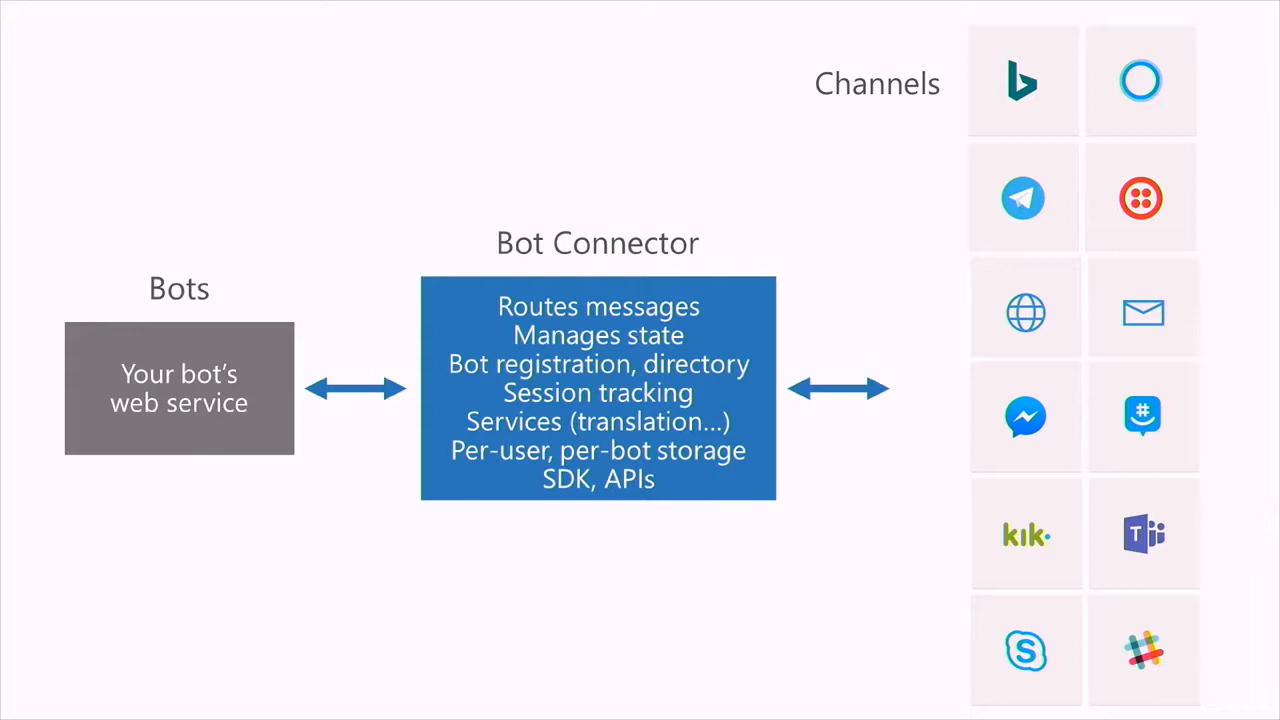 Channels
Bot Connector
Bots
Your bot's
web service
Routes messages
Manages state
Bot registration, directory
Session tracking
Services (translation...)
Per-user, per-bot storage
SDK, APIs
b
#
kik
T
S